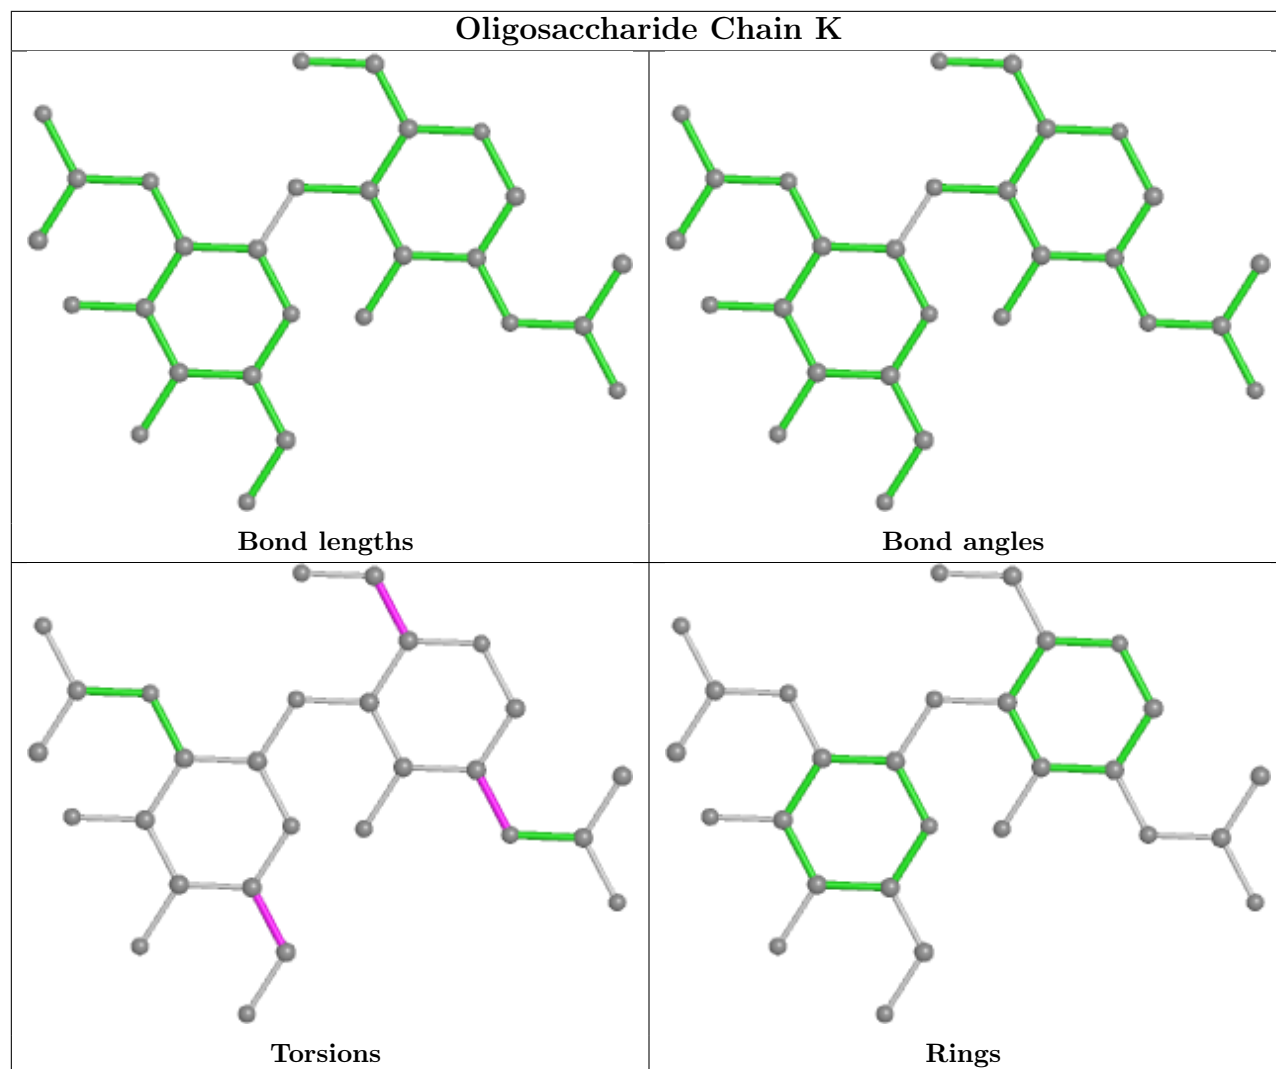 Oligosaccharide Chain K
Bond lengths
Bond angles
Torsions
Rings